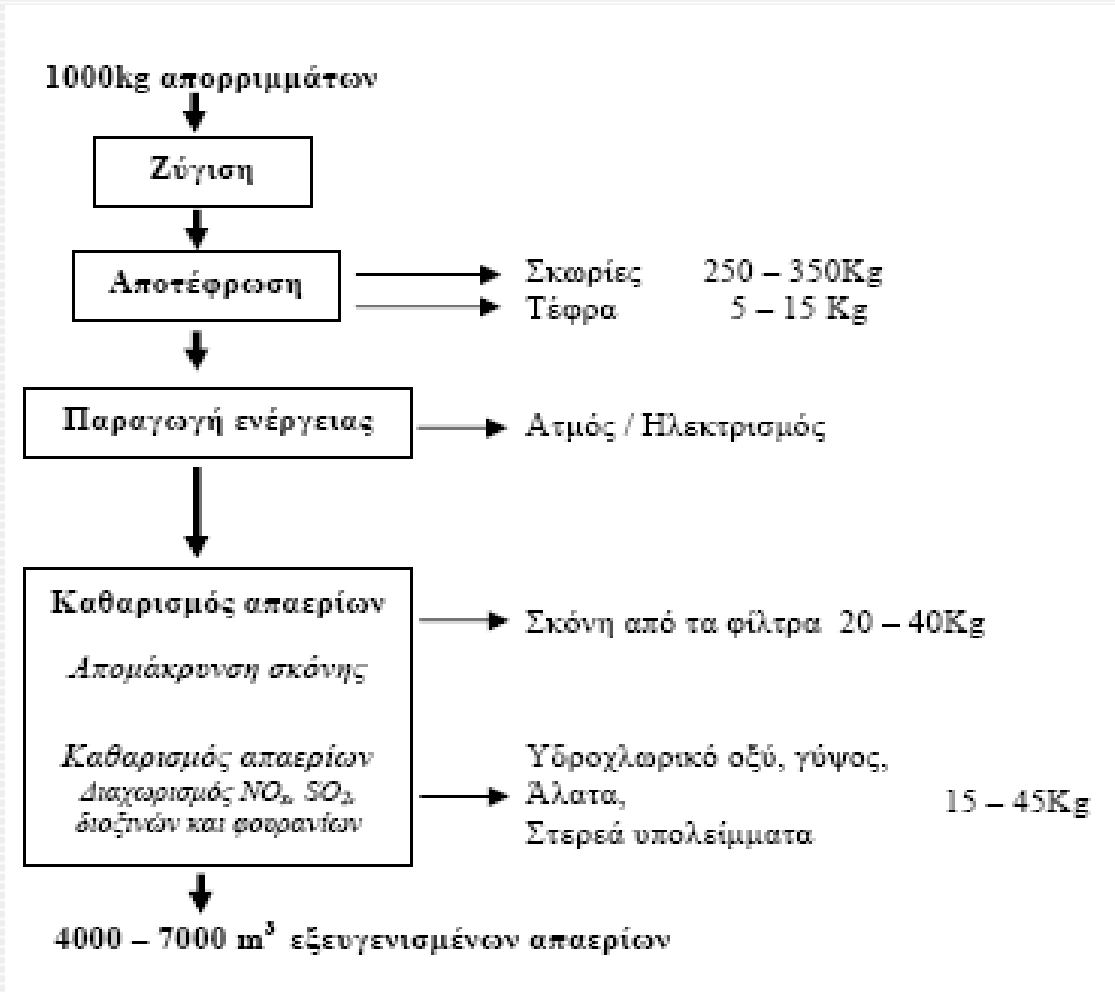 1000kg απορριμμάτων
Ζύγιση
Αποτέφρωση
Σκωρίες 250 – 350Kg
Τέφρα 5 – 15 Kg
Παραγωγή ενέργειας
Ατμός / Ηλεκτρισμός
Καθαρισμός απαερίων
Σκόνη από τα φίλτρα 20 – 40Kg
Απομάκρυνση σκόνης
Καθαρισμός απαερίων
Διαχωρισμός NOₓ, SO₂,
διοξινών και φουρανίων
Υδροχλωρικό οξύ, γύψος,
Άλατα,
Στερεά υπολείμματα
15 – 45Kg
4000 – 7000 m³ εξευγενισμένων απαερίων